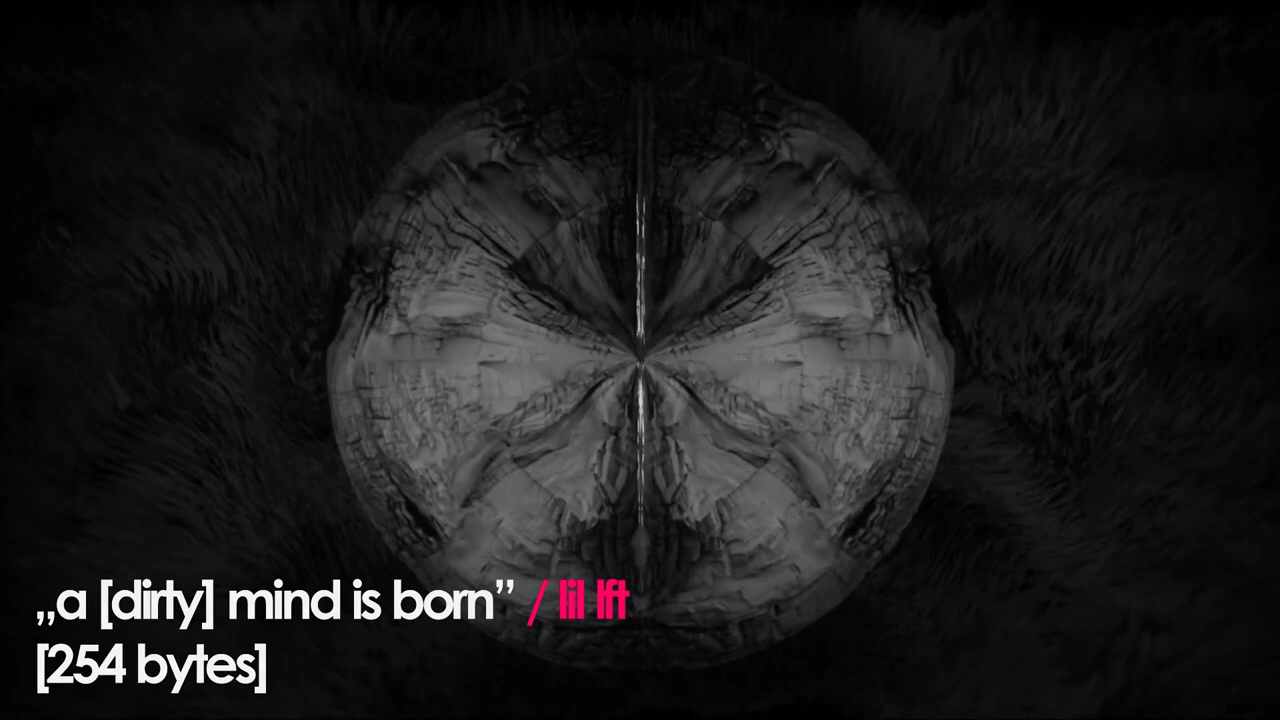 „a [dirty] mind is born” / lil lft
[254 bytes]